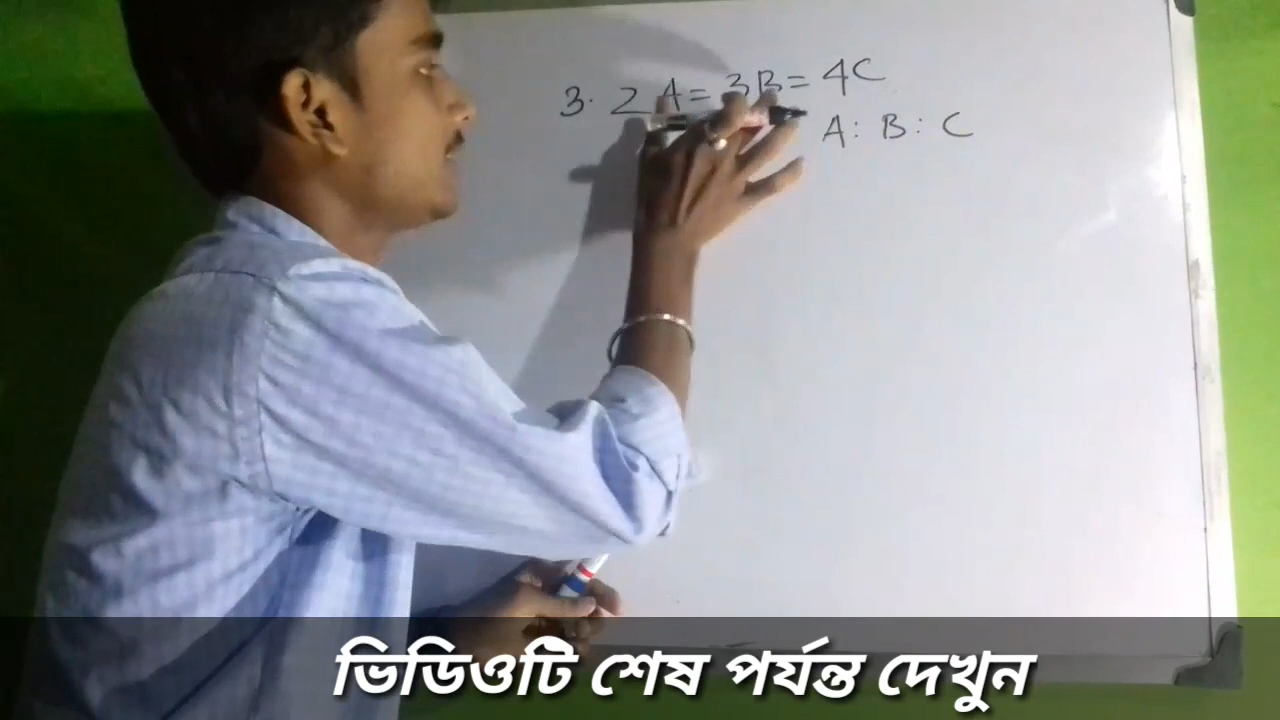 3. 2A = 3B = 4C
A : B : C
ভিডিওটি শেষ পর্যন্ত দেখুন